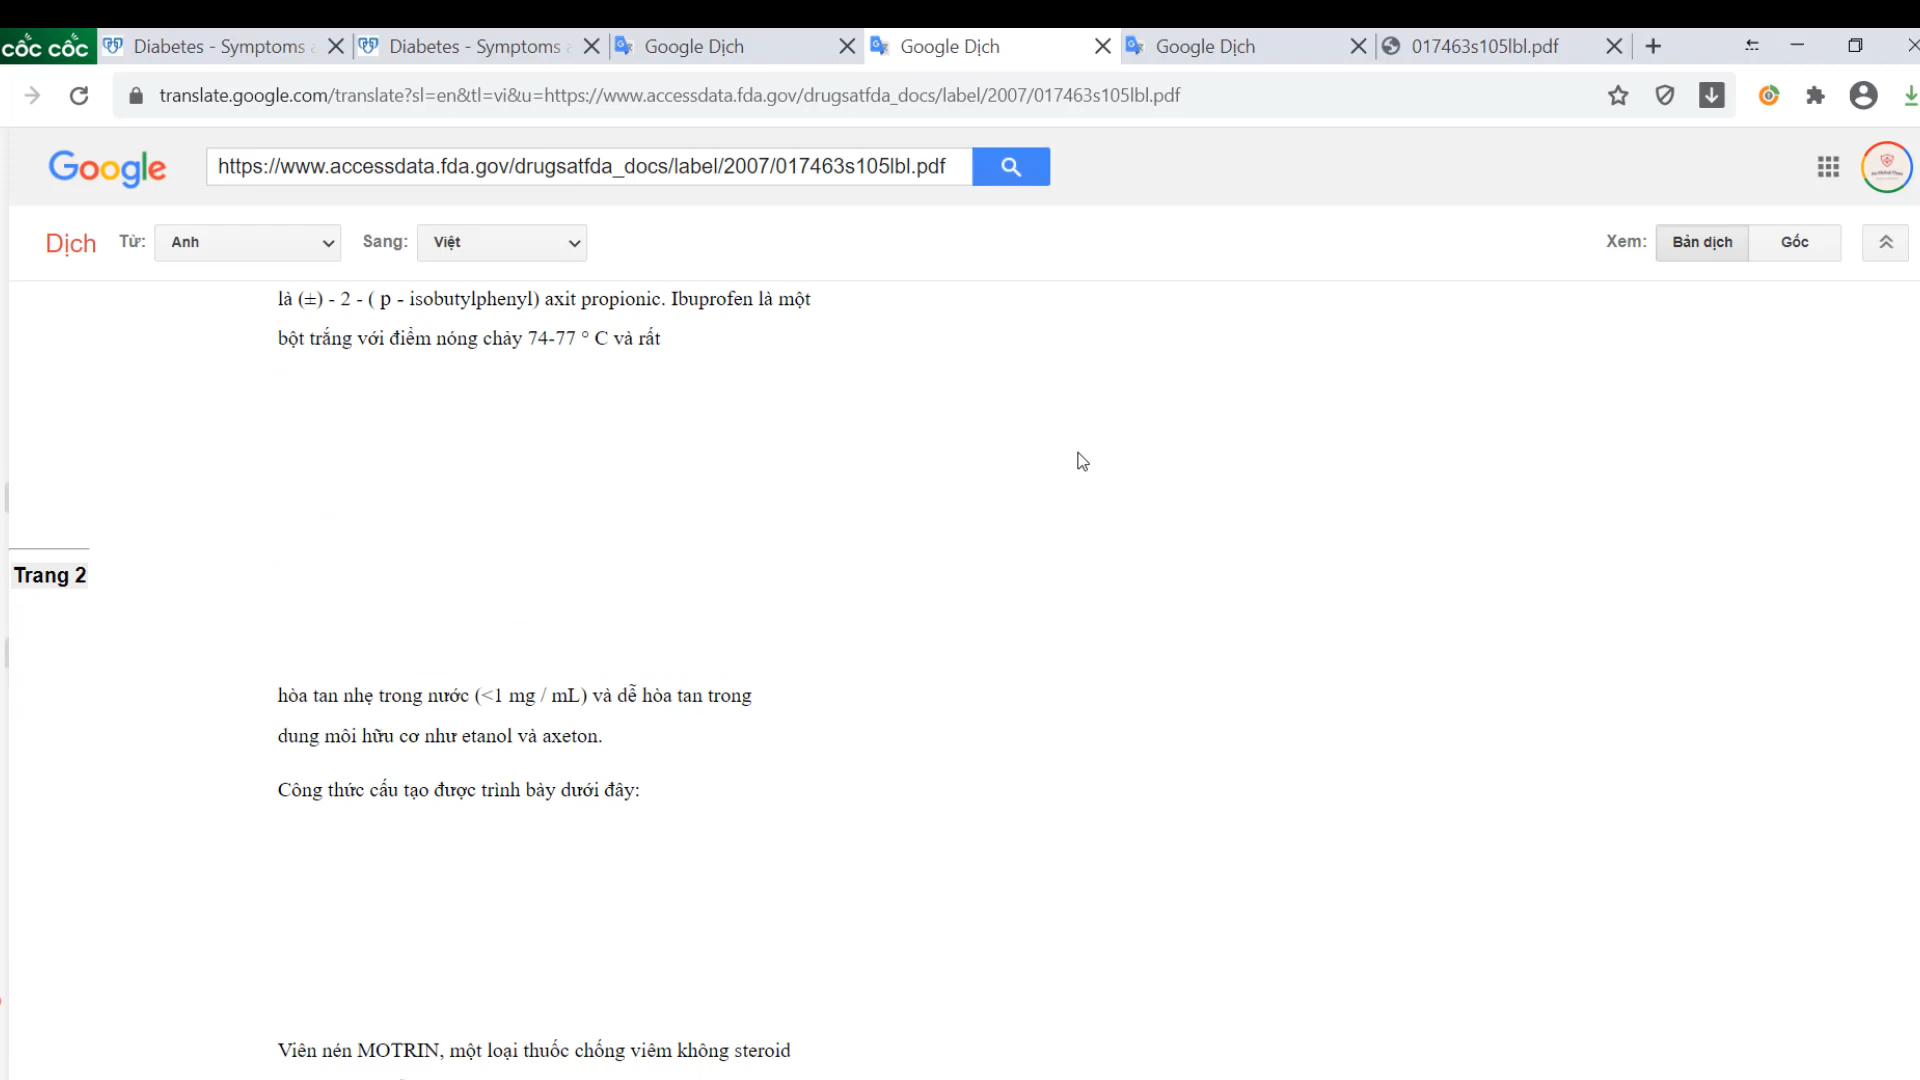 cốc cốc
Diabetes - Symptoms
Diabetes - Symptoms
Google Dịch
Google Dịch
Google Dịch
017463s105lbl.pdf
translate.google.com/translate?sl=en&tl=vi&u=https://www.accessdata.fda.gov/drugsatfda_docs/label/2007/017463s105lbl.pdf
Google
https://www.accessdata.fda.gov/drugsatfda_docs/label/2007/017463s105lbl.pdf
Dịch
Từ:
Anh
Sang:
Việt
Xem:
Bản dịch
Gốc
là (±) - 2 - ( p - isobutylphenyl) axit propionic. Ibuprofen là một
bột trắng với điểm nóng chảy 74-77 ° C và rất
Trang 2
hòa tan nhẹ trong nước (<1 mg / mL) và dễ hòa tan trong
dung môi hữu cơ như etanol và axeton.
Công thức cấu tạo được trình bày dưới đây:
Viên nén MOTRIN, một loại thuốc chống viêm không steroid